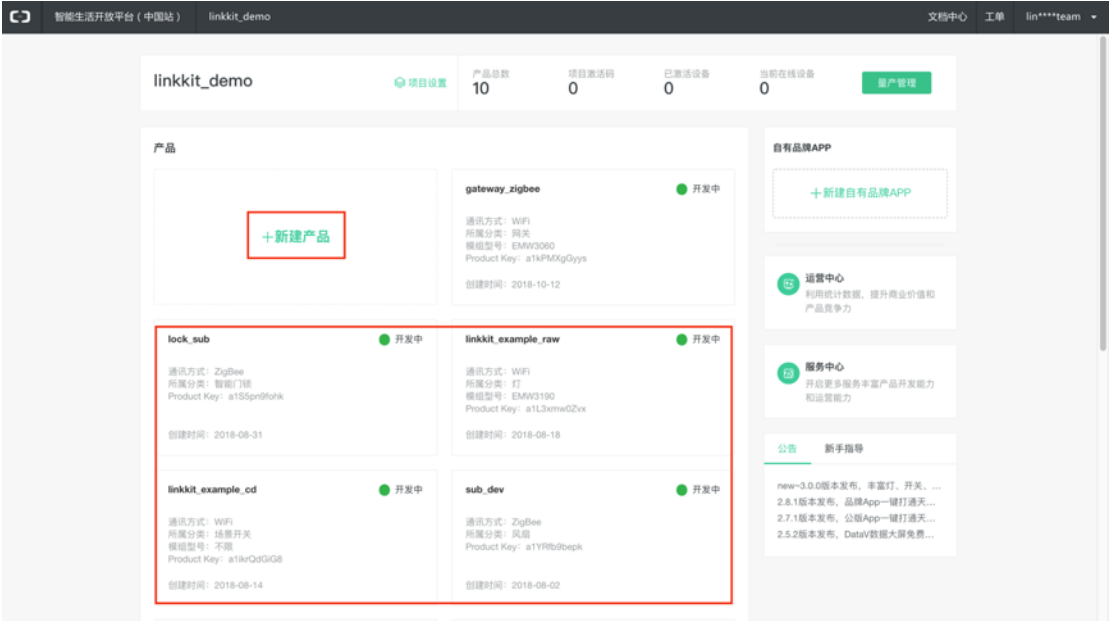 智能生活开放平台（中国站）
linkkit_demo
文档中心
工单
lin****team
linkkit_demo
项目设置
产品总数
10
项目激活码
0
已激活设备
0
当前在线设备
0
量产管理
产品
+新建产品
gateway_zigbee
开发中
通讯方式：WiFi
所属分类：网关
模组型号：EMW3060
Product Key：a1kPMXgGyys
创建时间：2018-10-12
lock_sub
开发中
通讯方式：ZigBee
所属分类：智能门锁
Product Key：a1S5pn9fohk
创建时间：2018-08-31
linkkit_example_raw
开发中
通讯方式：WiFi
所属分类：灯
模组型号：EMW3190
Product Key：a1L3xmw0Zvx
创建时间：2018-08-18
linkkit_example_cd
开发中
通讯方式：WiFi
所属分类：场景开关
模组型号：不限
Product Key：a1ikrQdGiG8
创建时间：2018-08-14
sub_dev
开发中
通讯方式：ZigBee
所属分类：风扇
Product Key：a1YRfb9bepk
创建时间：2018-08-02
自有品牌APP
+新建自有品牌APP
运营中心
利用统计数据，提升商业价值和
产品竞争力
服务中心
开启更多服务丰富产品开发能力
和运营能力
公告
新手指导
new~3.0.0版本发布，丰富灯、开关、...
2.8.1版本发布，品牌App一键打通天...
2.7.1版本发布，公版App一键打通天...
2.5.2版本发布，DataV数据大屏免费...